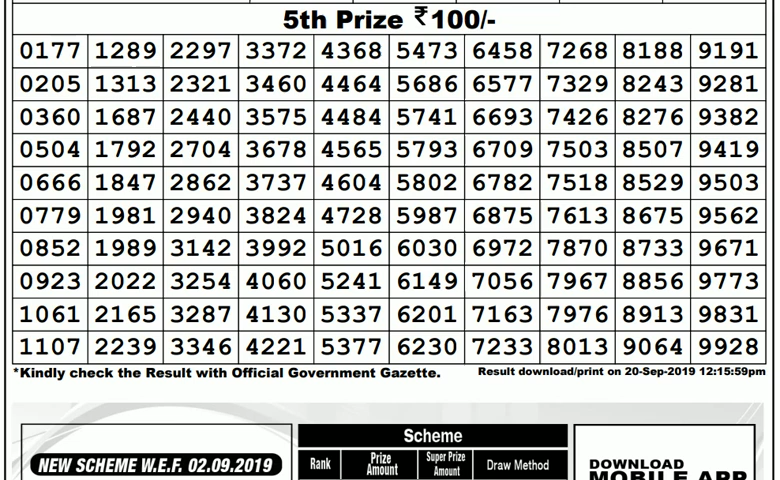 5th Prize ₹100/-
0177 1289 2297 3372 4368 5473 6458 7268 8188 9191
0205 1313 2321 3460 4464 5686 6577 7329 8243 9281
0360 1687 2440 3575 4484 5741 6693 7426 8276 9382
0504 1792 2704 3678 4565 5793 6709 7503 8507 9419
0666 1847 2862 3737 4604 5802 6782 7518 8529 9503
0779 1981 2940 3824 4728 5987 6875 7613 8675 9562
0852 1989 3142 3992 5016 6030 6972 7870 8733 9671
0923 2022 3254 4060 5241 6149 7056 7967 8856 9773
1061 2165 3287 4130 5337 6201 7163 7976 8913 9831
1107 2239 3346 4221 5377 6230 7233 8013 9064 9928
*Kindly check the Result with Official Government Gazette. Result download/print on 20-Sep-2019 12:15:59pm
NEW SCHEME W.E.F. 02.09.2019
Scheme
Rank Prize Amount Super Prize Amount Draw Method
DOWNLOAD
MOBILE APP